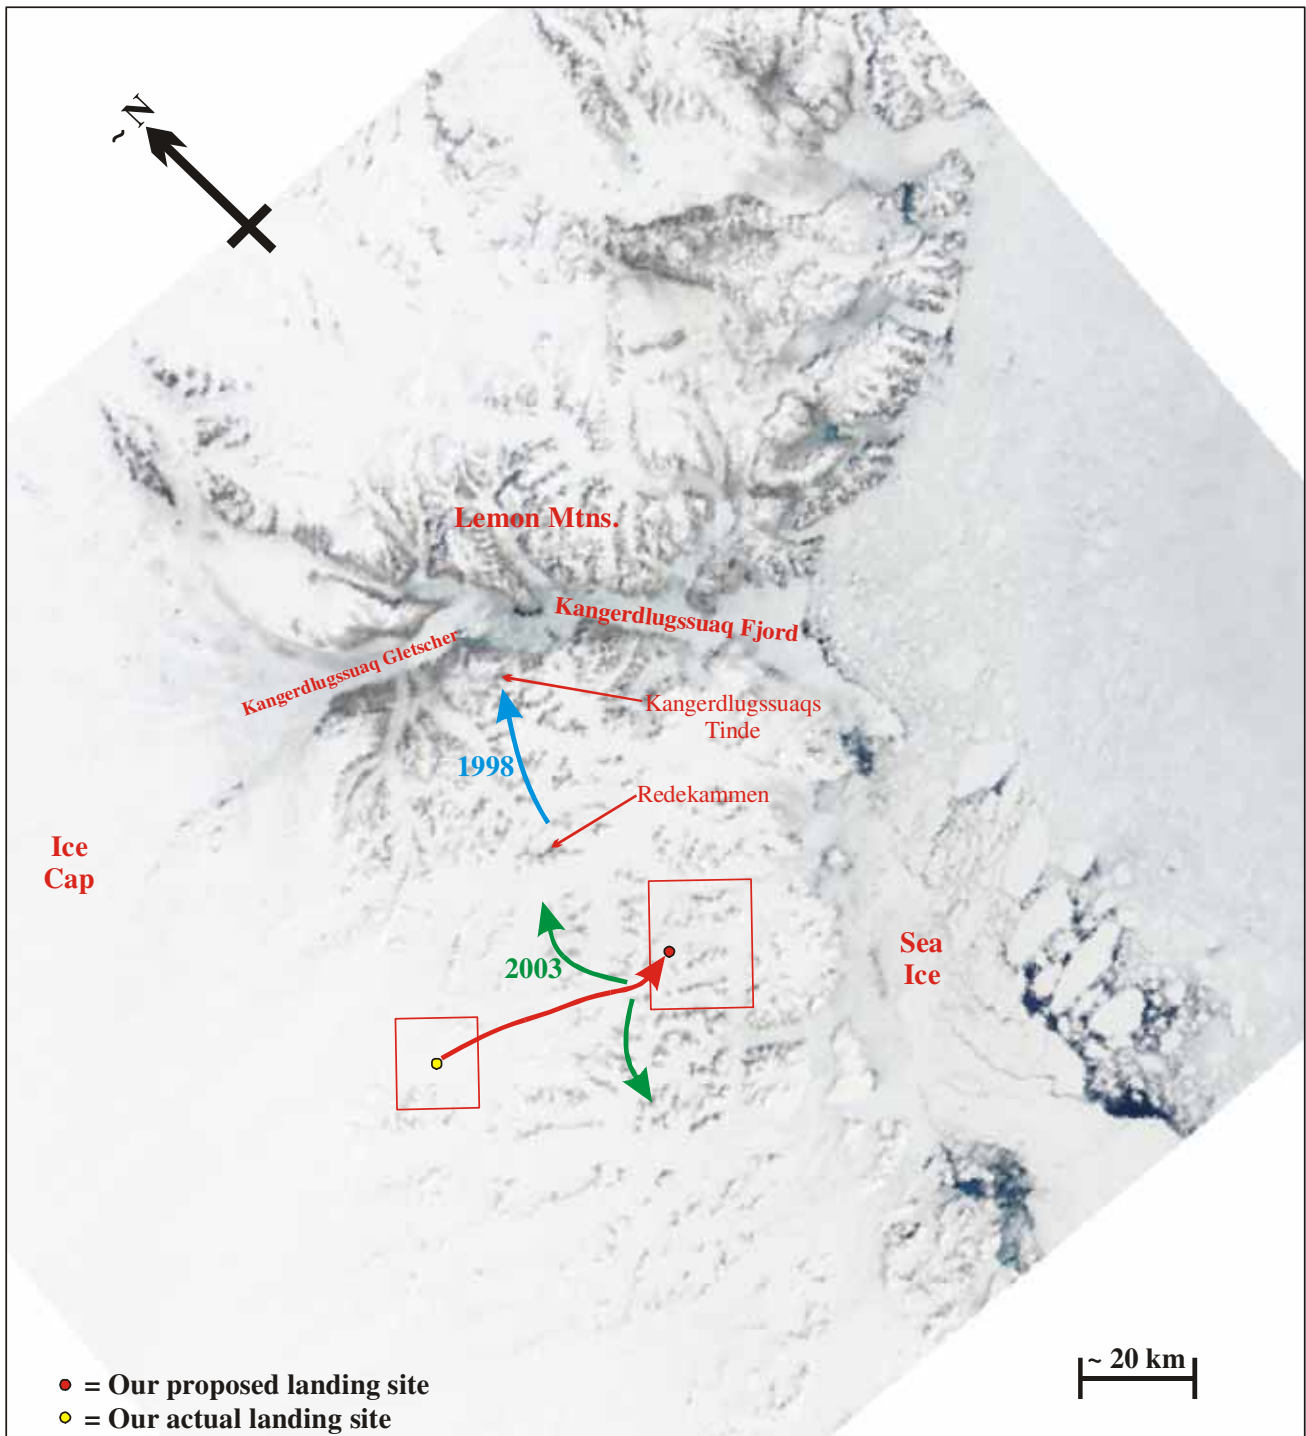 ~ N
Lemon Mtns.
Kangerdlugssuaq Fjord
Kangerdlugssuaq Gletscher
Kangerdlugssuaqs
Tinde
1998
Redekammen
Ice
Cap
Sea
Ice
2003
~ 20 km
= Our proposed landing site
= Our actual landing site